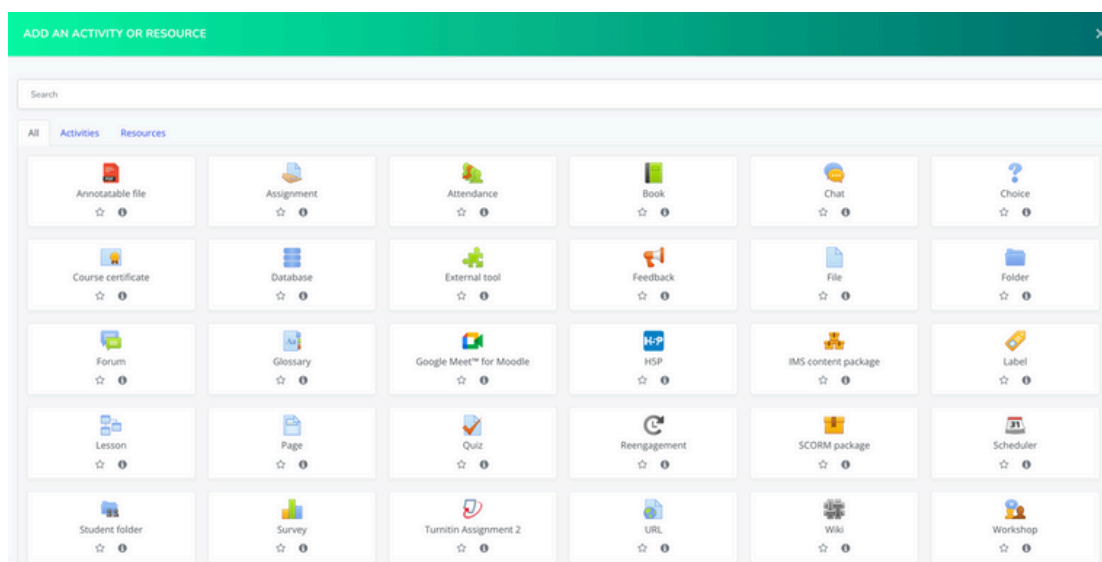 ADD AN ACTIVITY OR RESOURCE
Search
All Activities Resources
Annotatable file Assignment Attendance Book Chat Choice
Course certificate Database External tool Feedback File Folder
Forum Glossary Google Meet™ for Moodle H5P IMS content package Label
Lesson Page Quiz Reengagement SCORM package Scheduler
Student folder Survey Turnitin Assignment 2 URL Wiki Workshop